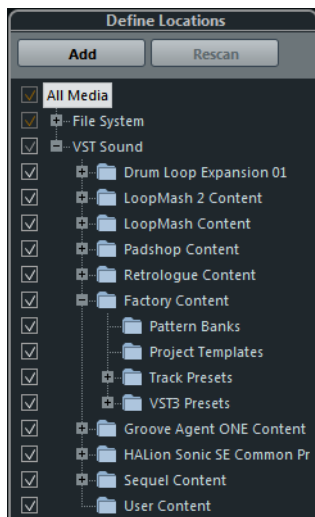 Define Locations
Add Rescan
All Media
File System
VST Sound
Drum Loop Expansion 01
LoopMash 2 Content
LoopMash Content
Padshop Content
Retrologue Content
Factory Content
Pattern Banks
Project Templates
Track Presets
VST3 Presets
Groove Agent ONE Content
HALion Sonic SE Common Pr
Sequel Content
User Content